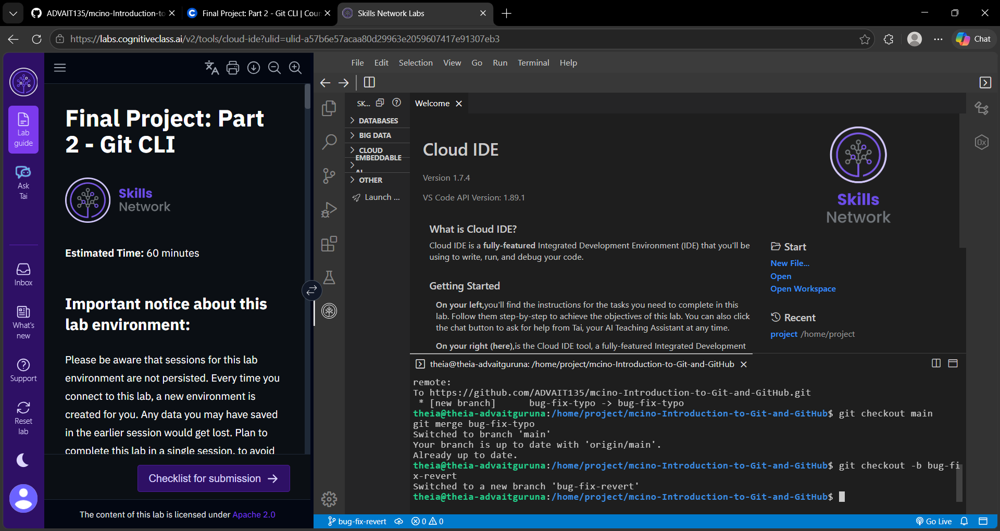 ADVAIT135/mcino-Introduction-to
Final Project: Part 2 - Git CLI | Cour
Skills Network Labs
https://labs.cognitiveclass.ai/v2/tools/cloud-ide?ulid=ulid-a57b6e57acaa80d29963e2059607417e91307eb3
Chat
Lab
guide
Ask
Tai
Inbox
What's
new
Support
Reset
lab
Final Project: Part
2 - Git CLI
Skills
Network
Estimated Time: 60 minutes
Important notice about this
lab environment:
Please be aware that sessions for this lab
environment are not persisted. Every time you
connect to this lab, a new environment is
created for you. Any data you may have saved
in the earlier session would get lost. Plan to
complete this lab in a single session, to avoid
Checklist for submission
The content of this lab is licensed under Apache 2.0
File Edit Selection View Go Run Terminal Help
SK...
DATABASES
BIG DATA
CLOUD
EMBEDDABLE
AI
OTHER
Launch ...
Welcome
Cloud IDE
Version 1.7.4
VS Code API Version: 1.89.1
What is Cloud IDE?
Cloud IDE is a fully-featured Integrated Development Environment (IDE) that you'll be
using to write, run, and debug your code.
Getting Started
On your left,you'll find the instructions for the tasks you need to complete in this
lab. Follow them step-by-step to achieve the objectives of this lab. You can also click
the chat button to ask for help from Tai, your AI Teaching Assistant at any time.
On your right (here),is the Cloud IDE tool, a fully-featured Integrated Development
Skills
Network
Start
New File...
Open
Open Workspace
Recent
project /home/project
0x
theia@theia-advaitguruna: /home/project/mcino-Introduction-to-Git-and-GitHub
remote:
To https://github.com/ADVAIT135/mcino-Introduction-to-Git-and-GitHub.git
* [new branch] bug-fix-typo -> bug-fix-typo
theia@theia-advaitguruna:/home/project/mcino-Introduction-to-Git-and-GitHub$ git checkout main
git merge bug-fix-typo
Switched to branch 'main'
Your branch is up to date with 'origin/main'.
Already up to date.
theia@theia-advaitguruna:/home/project/mcino-Introduction-to-Git-and-GitHub$ git checkout -b bug-fi
x-revert
Switched to a new branch 'bug-fix-revert'
theia@theia-advaitguruna:/home/project/mcino-Introduction-to-Git-and-GitHub$
bug-fix-revert 0 0
Go Live